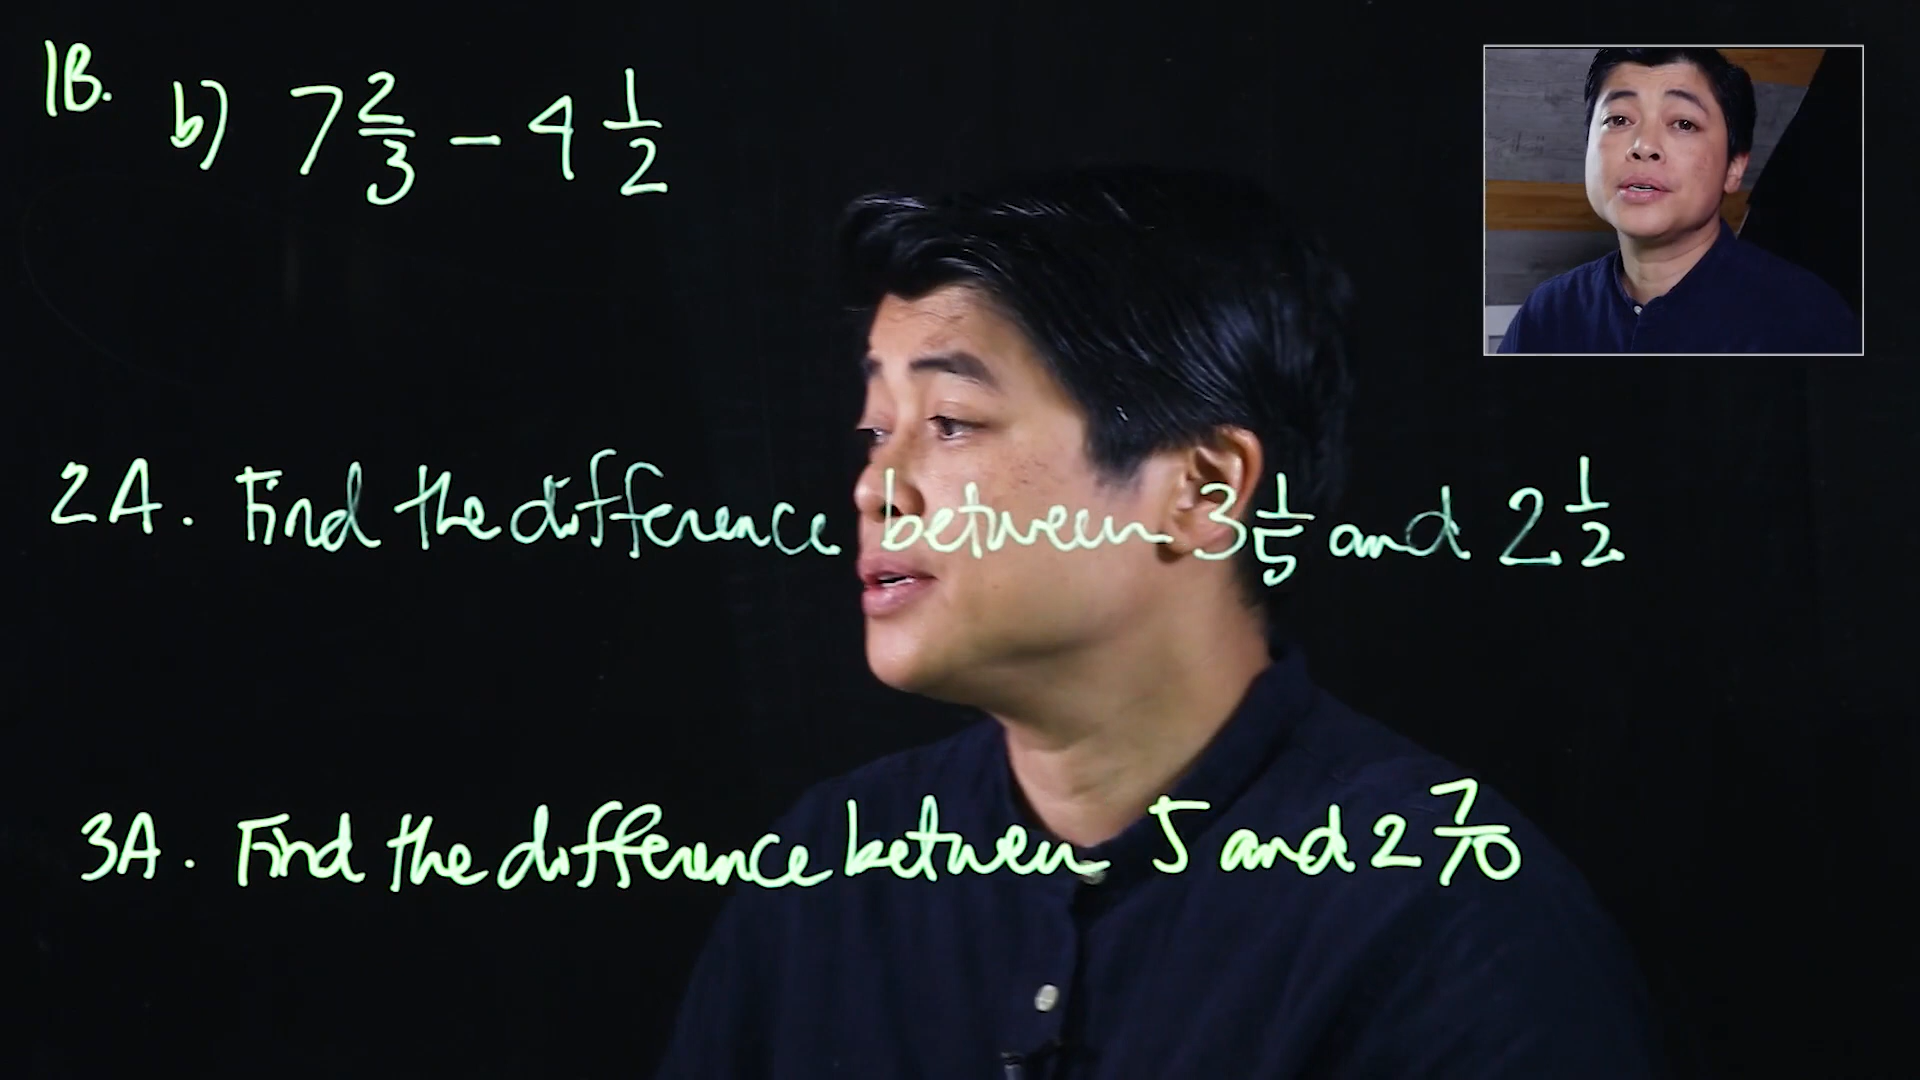 1B. b) 7 2/3 - 4 1/2
2A. Find the difference between 3 1/5 and 2 1/2
3A. Find the difference between 5 and 2 7/10